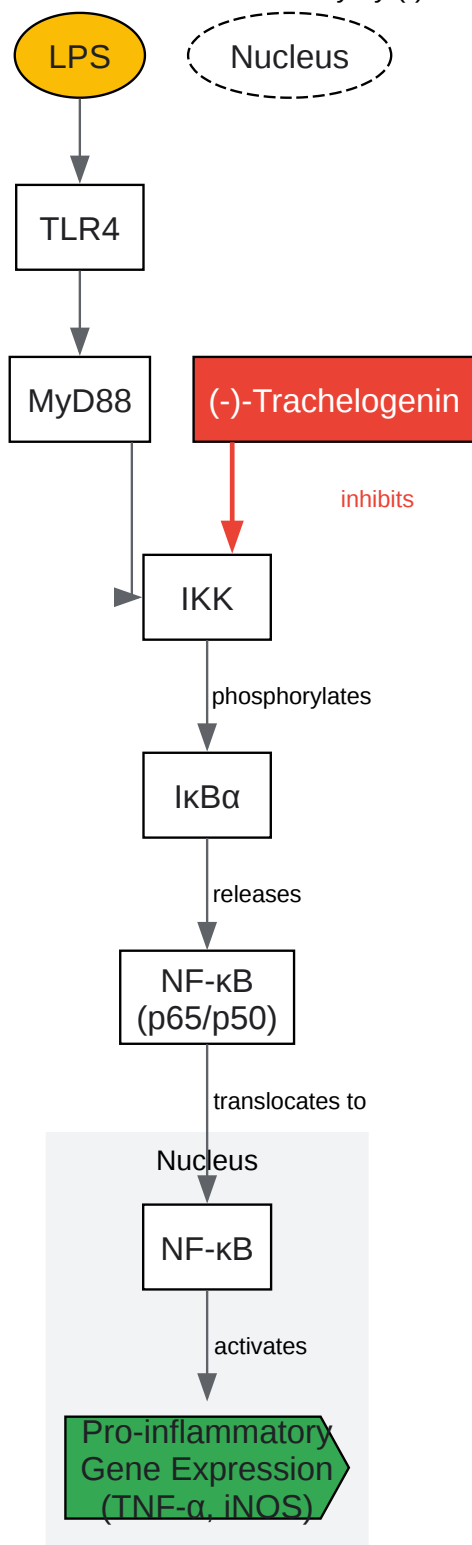 LPS
Nucleus
TLR4
MyD88
(-)-Trachelogenin
inhibits
IKK
phosphorylates
IκBα
releases
NF-κB
(p65/p50)
translocates to
Nucleus
NF-κB
activates
Pro-inflammatory
Gene Expression
(TNF-α, iNOS)